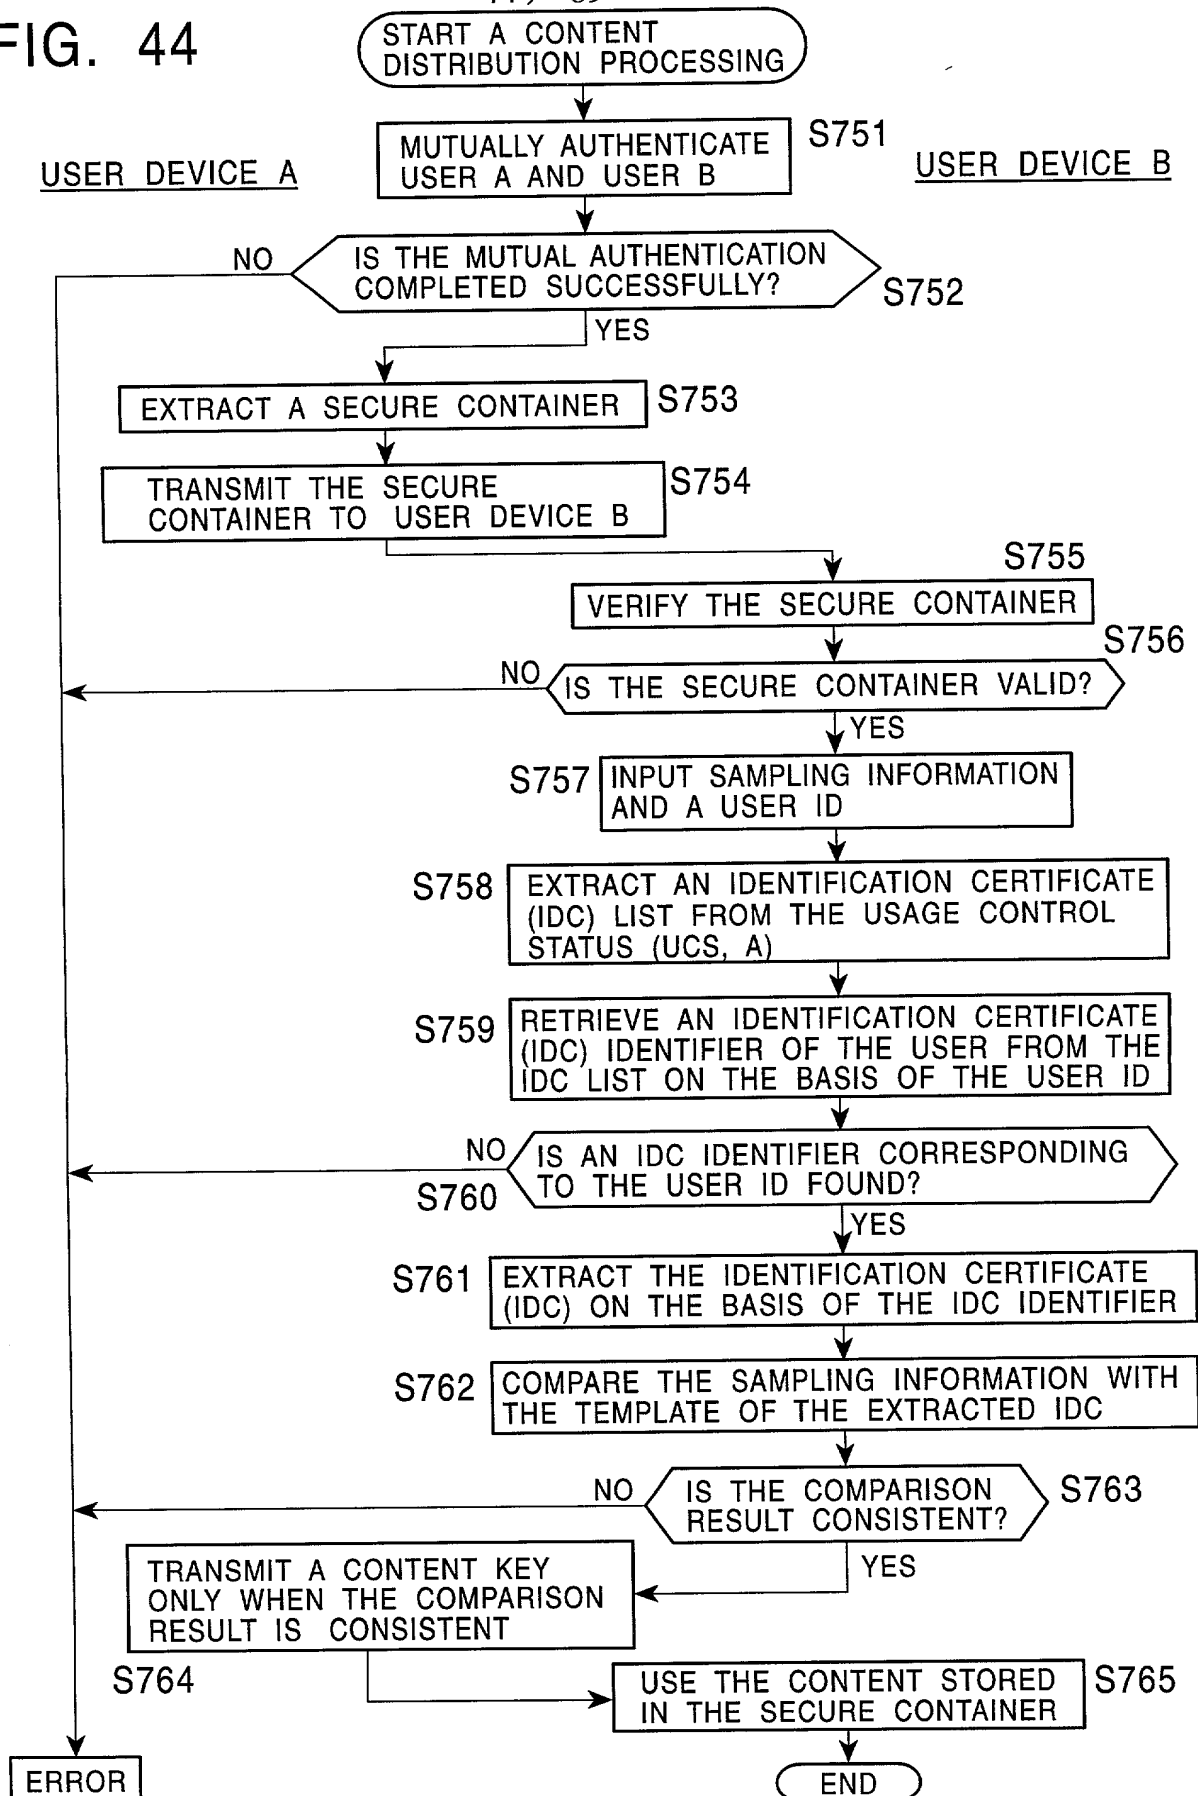 FIG. 44
START A CONTENT
DISTRIBUTION PROCESSING
MUTUALLY AUTHENTICATE
USER A AND USER B
S751
USER DEVICE A
USER DEVICE B
IS THE MUTUAL AUTHENTICATION
COMPLETED SUCCESSFULLY?
NO
S752
YES
EXTRACT A SECURE CONTAINER
S753
TRANSMIT THE SECURE
CONTAINER TO USER DEVICE B
S754
S755
VERIFY THE SECURE CONTAINER
S756
NO
IS THE SECURE CONTAINER VALID?
YES
S757
INPUT SAMPLING INFORMATION
AND A USER ID
S758
EXTRACT AN IDENTIFICATION CERTIFICATE
(IDC) LIST FROM THE USAGE CONTROL
STATUS (UCS, A)
S759
RETRIEVE AN IDENTIFICATION CERTIFICATE
(IDC) IDENTIFIER OF THE USER FROM THE
IDC LIST ON THE BASIS OF THE USER ID
NO
IS AN IDC IDENTIFIER CORRESPONDING
TO THE USER ID FOUND?
S760
YES
S761
EXTRACT THE IDENTIFICATION CERTIFICATE
(IDC) ON THE BASIS OF THE IDC IDENTIFIER
S762
COMPARE THE SAMPLING INFORMATION WITH
THE TEMPLATE OF THE EXTRACTED IDC
NO
IS THE COMPARISON
RESULT CONSISTENT?
S763
YES
TRANSMIT A CONTENT KEY
ONLY WHEN THE COMPARISON
RESULT IS CONSISTENT
S764
USE THE CONTENT STORED
IN THE SECURE CONTAINER
S765
ERROR
END